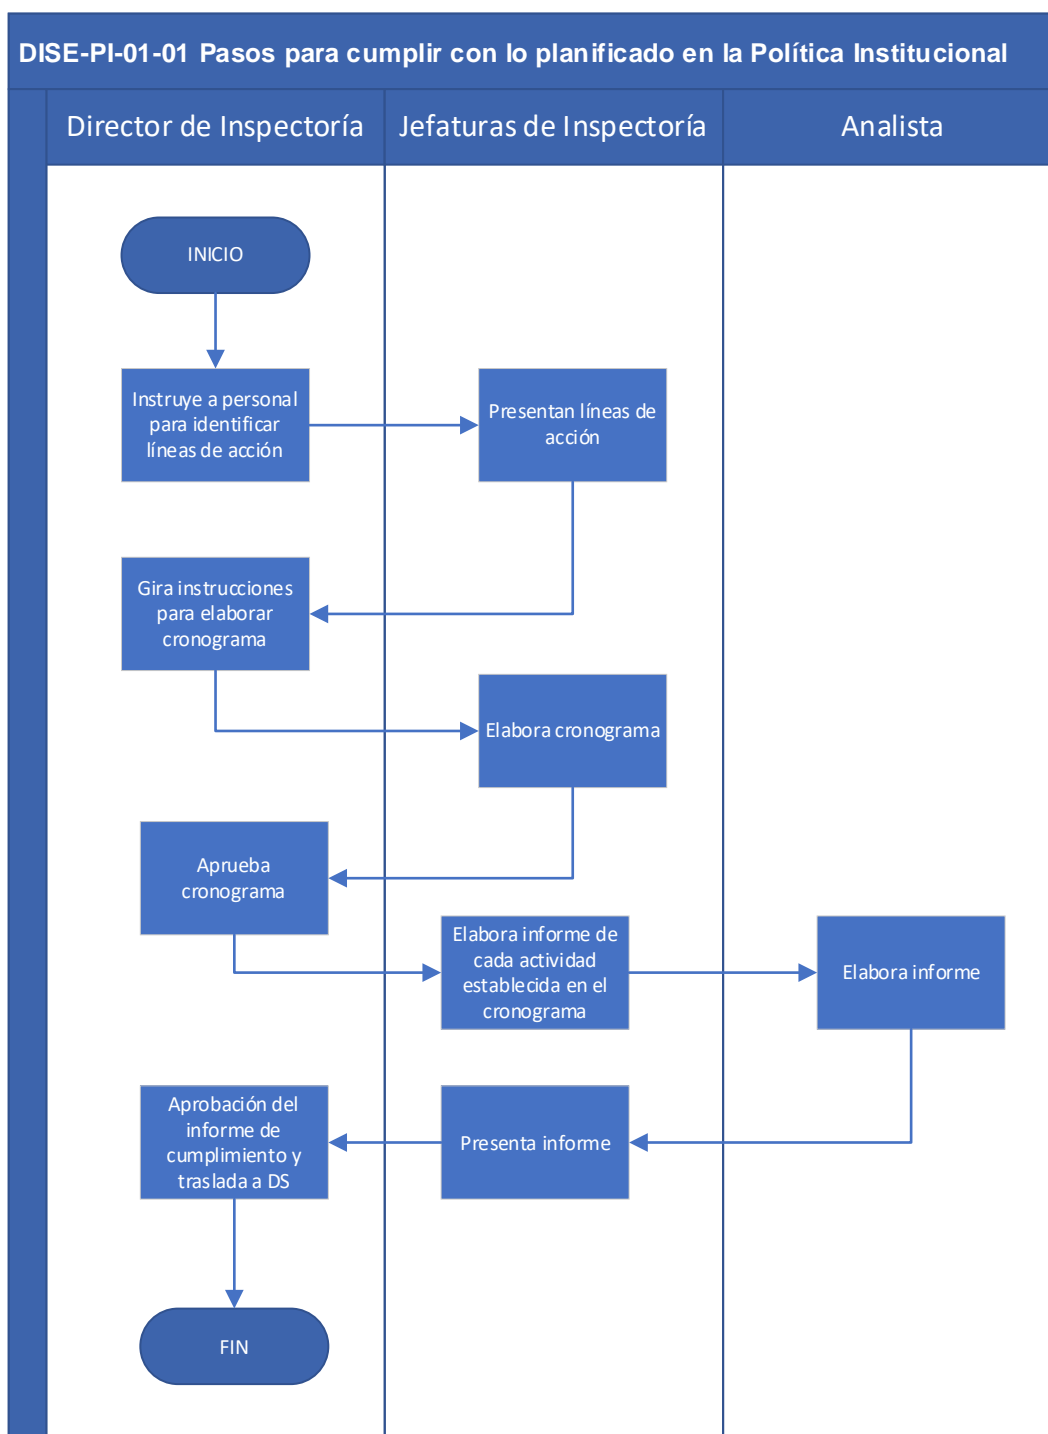 DISE-PI-01-01 Pasos para cumplir con lo planificado en la Política Institucional
Director de Inspectoría
Jefaturas de Inspectoría
Analista
INICIO
Instruye a personal
para identificar
líneas de acción
Presentan líneas de
acción
Gira instrucciones
para elaborar
cronograma
Elabora cronograma
Aprueba
cronograma
Elabora informe de
cada actividad
establecida en el
cronograma
Elabora informe
Aprobación del
informe de
cumplimiento y
traslada a DS
Presenta informe
FIN